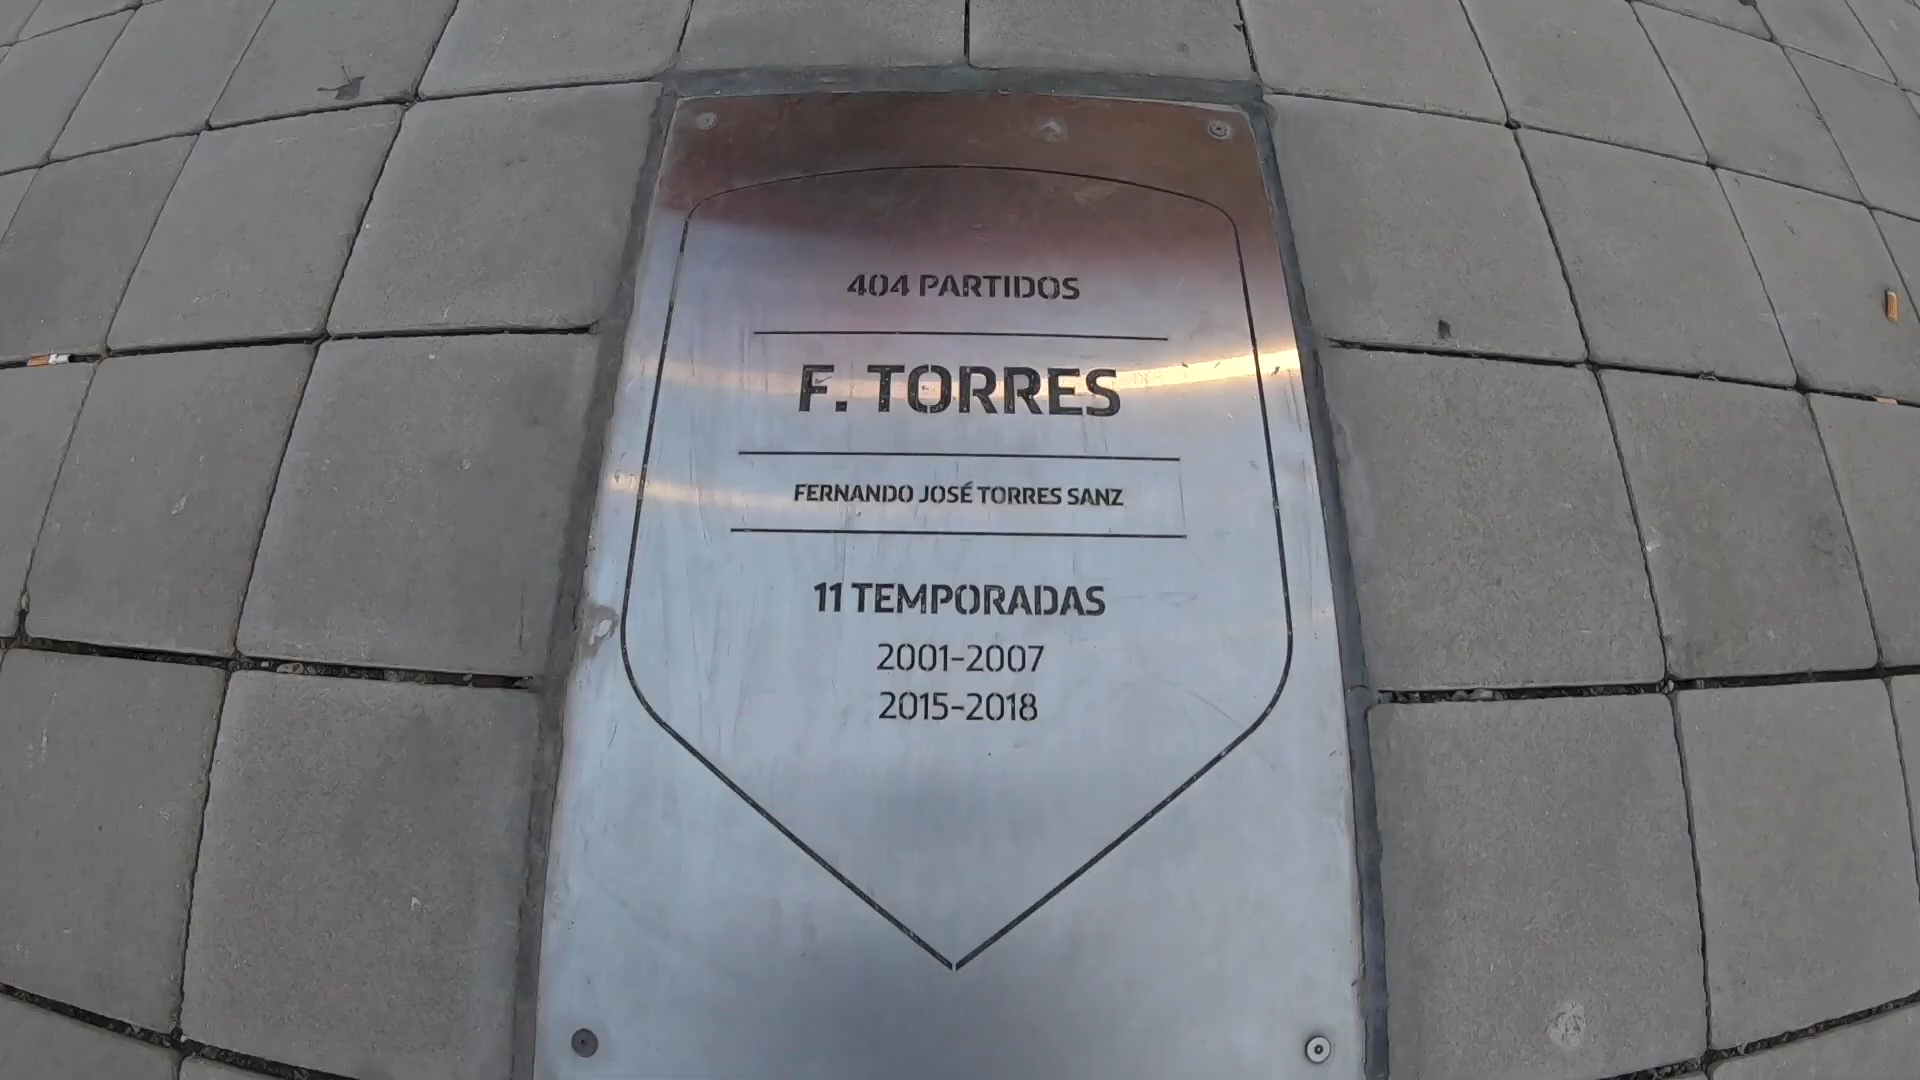 404 PARTIDOS
F. TORRES
FERNANDO JOSÉ TORRES SANZ
11 TEMPORADAS
2001-2007
2015-2018